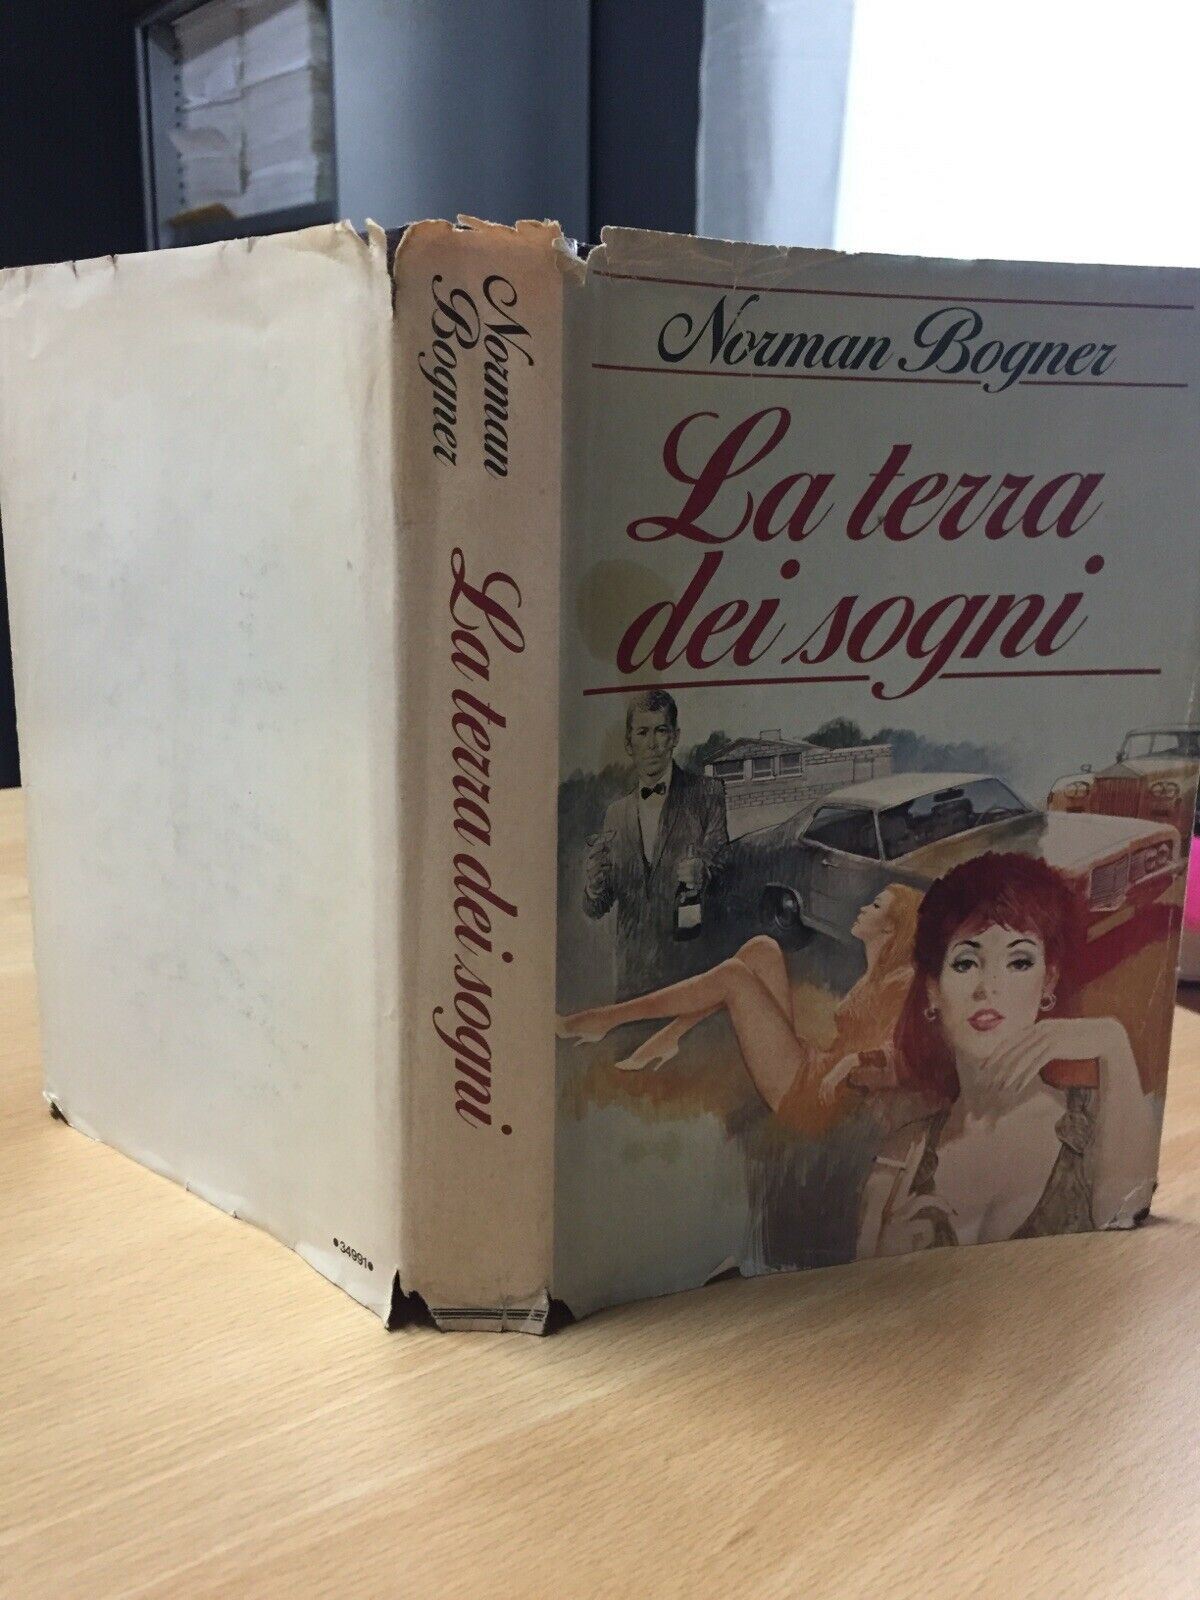 Norman
Bogner
La terra dei sogni
Norman Bogner
La terra
dei sogni
•34991•